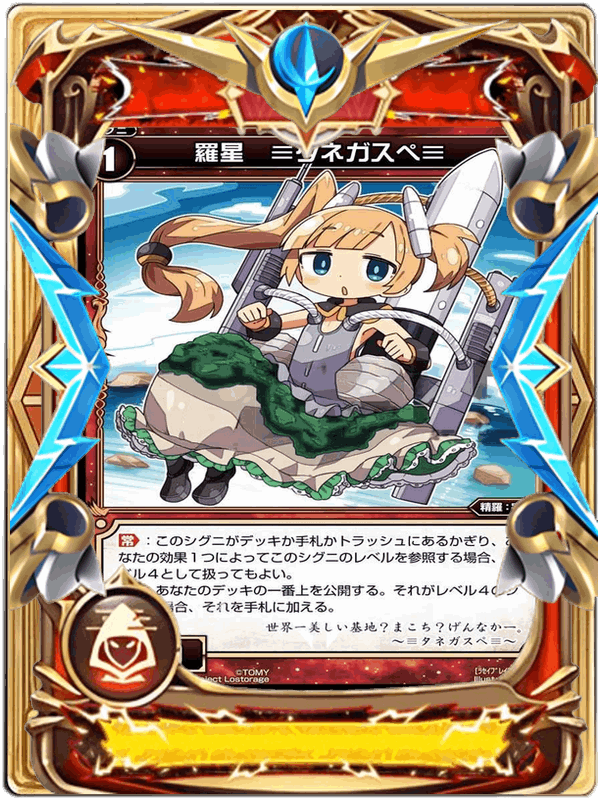 1
羅星　≡タネガスペ≡
精羅：
常：このシグニがデッキか手札かトラッシュにあるかぎり、あ
なたの効果１つによってこのシグニのレベルを参照する場合、
ル４として扱ってもよい。
あなたのデッキの一番上を公開する。それがレベル４の
場合、それを手札に加える。
世界一美しい基地？まこち？げんなかー。
～≡タネガスペ≡～
©TOMY
ject Lostorage